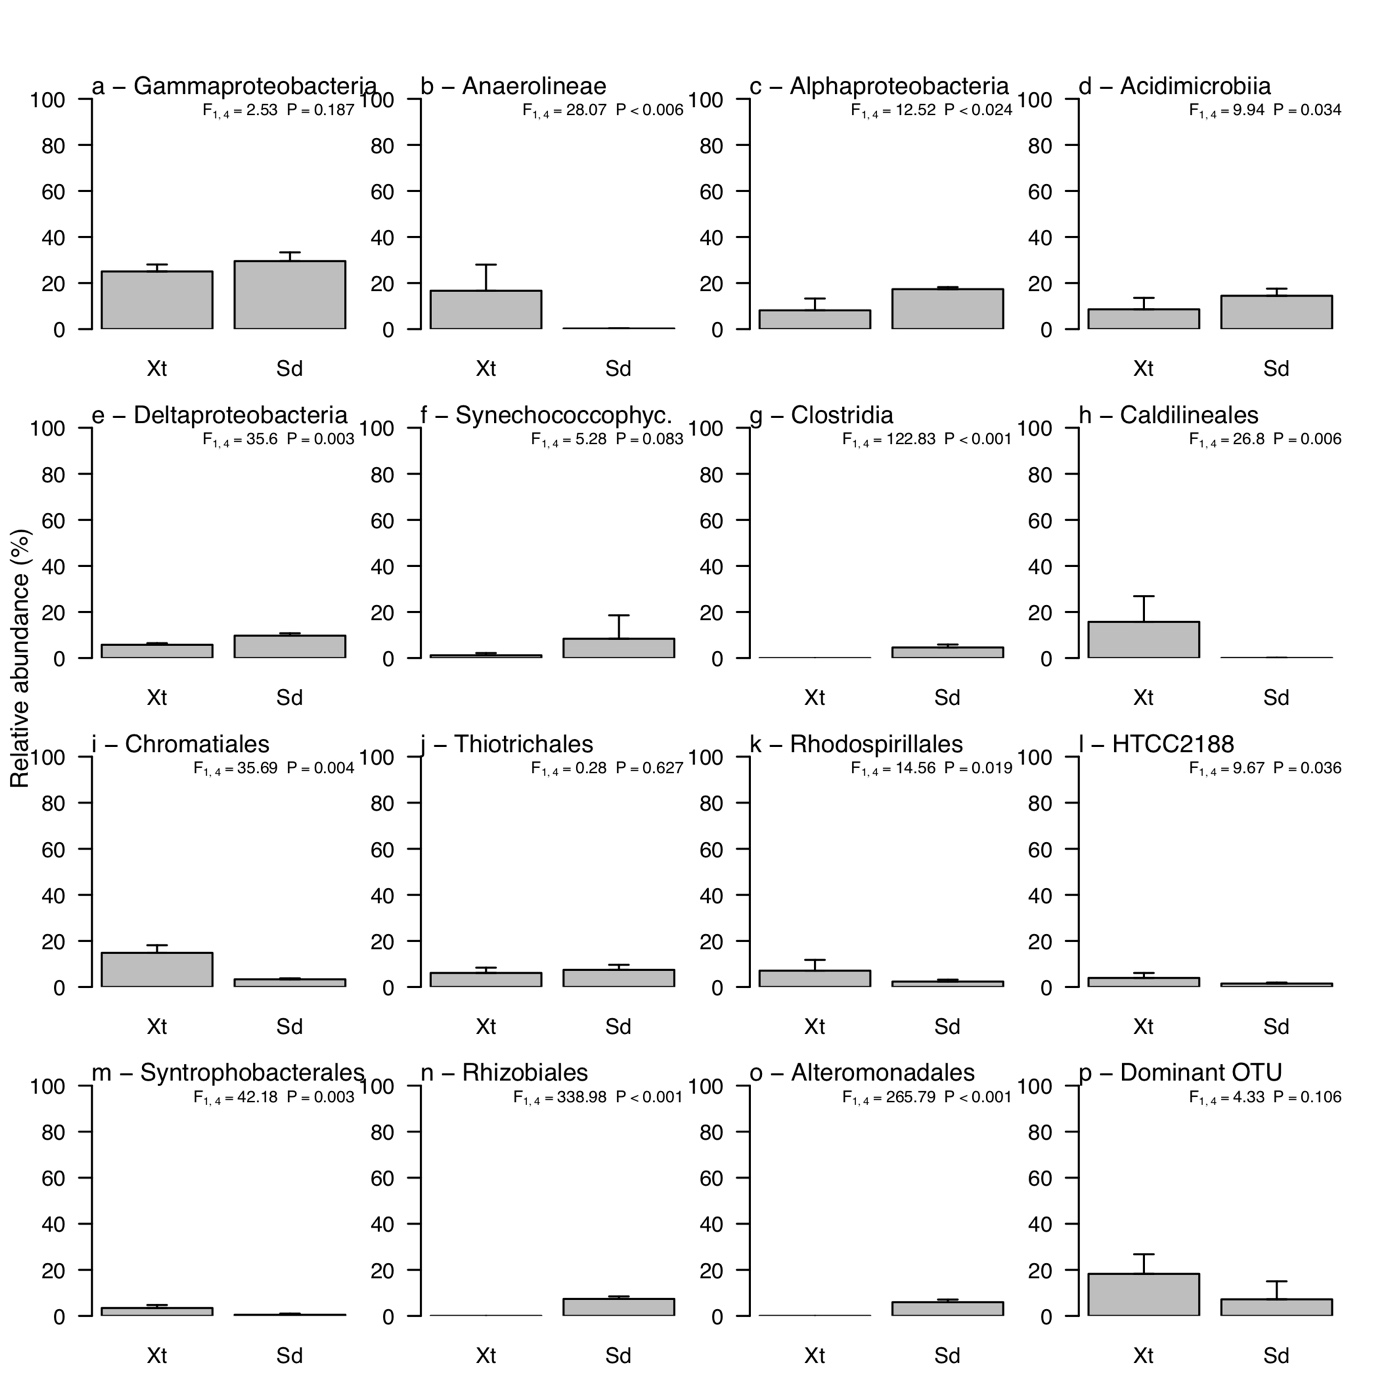 Relative abundance (%)
a – Gammaproteobacteria
F1, 4 = 2.53 P = 0.187
100
80
60
40
20
0
Xt Sd
b – Anaerolineae
F1, 4 = 28.07 P < 0.006
100
80
60
40
20
0
Xt Sd
c – Alphaproteobacteria
F1, 4 = 12.52 P < 0.024
100
80
60
40
20
0
Xt Sd
d – Acidimicrobiia
F1, 4 = 9.94 P = 0.034
100
80
60
40
20
0
Xt Sd
e – Deltaproteobacteria
F1, 4 = 35.6 P = 0.003
100
80
60
40
20
0
Xt Sd
f – Synechococcophyc.
F1, 4 = 5.28 P = 0.083
100
80
60
40
20
0
Xt Sd
g – Clostridia
F1, 4 = 122.83 P < 0.001
100
80
60
40
20
0
Xt Sd
h – Caldilineales
F1, 4 = 26.8 P = 0.006
100
80
60
40
20
0
Xt Sd
i – Chromatiales
F1, 4 = 35.69 P = 0.004
100
80
60
40
20
0
Xt Sd
j – Thiotrichales
F1, 4 = 0.28 P = 0.627
100
80
60
40
20
0
Xt Sd
k – Rhodospirillales
F1, 4 = 14.56 P = 0.019
100
80
60
40
20
0
Xt Sd
l – HTCC2188
F1, 4 = 9.67 P = 0.036
100
80
60
40
20
0
Xt Sd
m – Syntrophobacterales
F1, 4 = 42.18 P = 0.003
100
80
60
40
20
0
Xt Sd
n – Rhizobiales
F1, 4 = 338.98 P < 0.001
100
80
60
40
20
0
Xt Sd
o – Alteromonadales
F1, 4 = 265.79 P < 0.001
100
80
60
40
20
0
Xt Sd
p – Dominant OTU
F1, 4 = 4.33 P = 0.106
100
80
60
40
20
0
Xt Sd